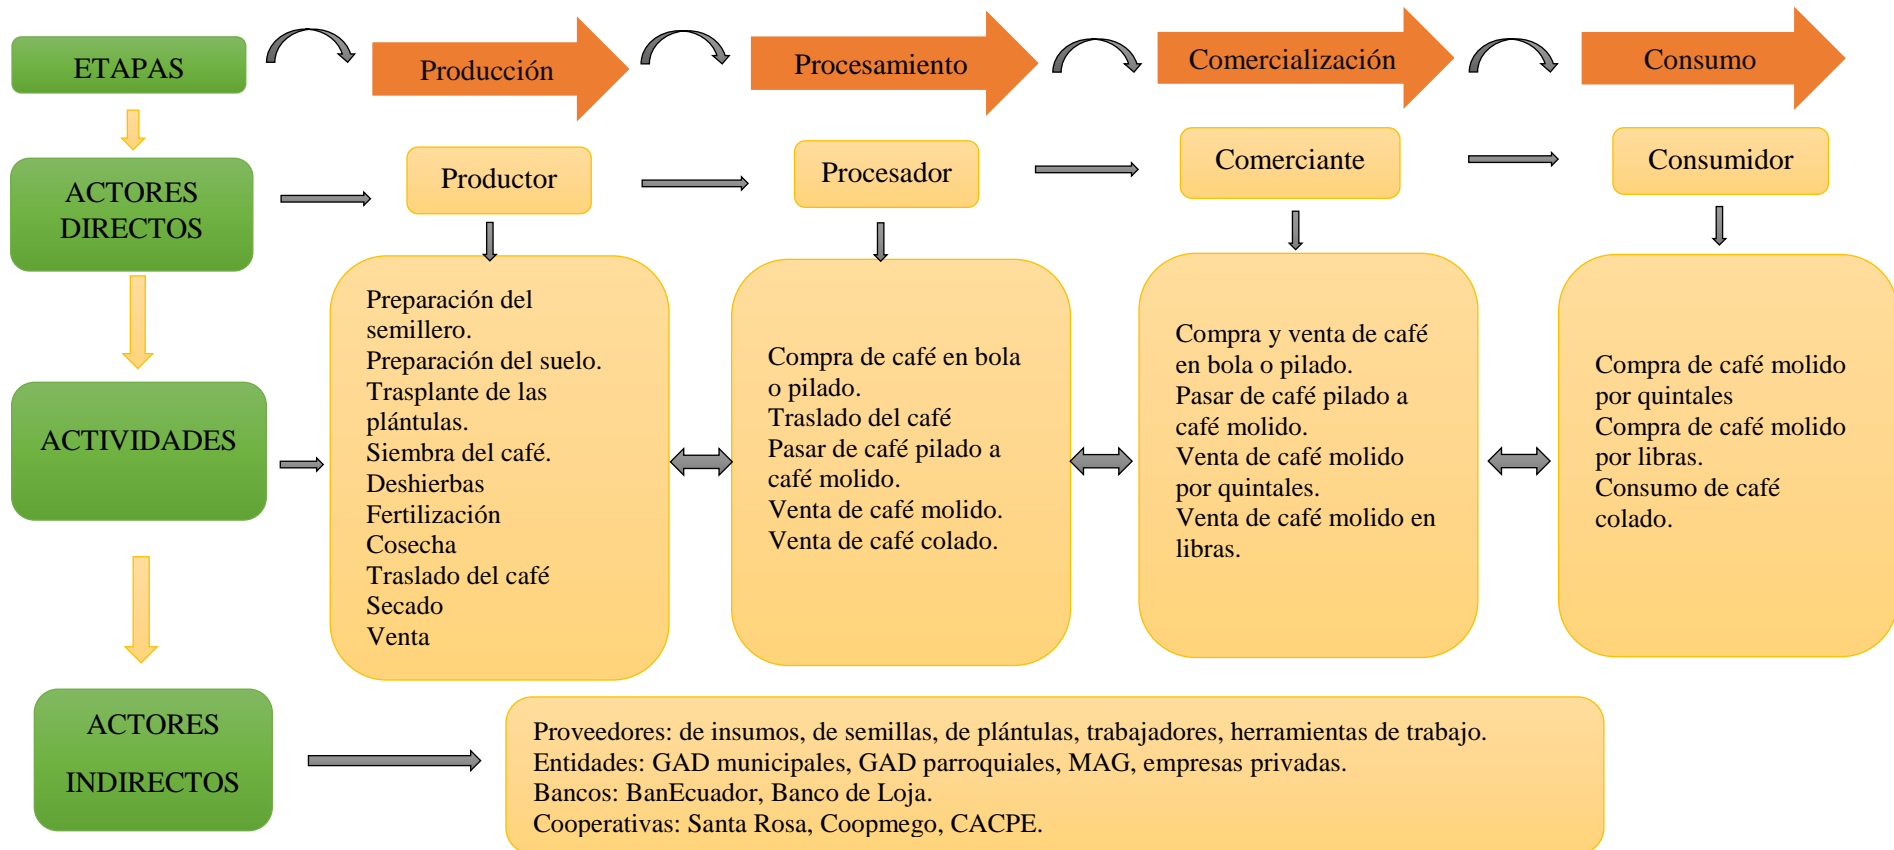 ETAPAS
Producción
Procesamiento
Comercialización
Consumo
ACTORES
DIRECTOS
Productor
Procesador
Comerciante
Consumidor
ACTIVIDADES
Preparación del
semillero.
Preparación del suelo.
Trasplante de las
plántulas.
Siembra del café.
Deshierbas
Fertilización
Cosecha
Traslado del café
Secado
Venta
Compra de café en bola
o pilado.
Traslado del café
Pasar de café pilado a
café molido.
Venta de café molido.
Venta de café colado.
Compra y venta de café
en bola o pilado.
Pasar de café pilado a
café molido.
Venta de café molido
por quintales.
Venta de café molido en
libras.
Compra de café molido
por quintales
Compra de café molido
por libras.
Consumo de café
colado.
ACTORES
INDIRECTOS
Proveedores: de insumos, de semillas, de plántulas, trabajadores, herramientas de trabajo.
Entidades: GAD municipales, GAD parroquiales, MAG, empresas privadas.
Bancos: BanEcuador, Banco de Loja.
Cooperativas: Santa Rosa, Coopmego, CACPE.